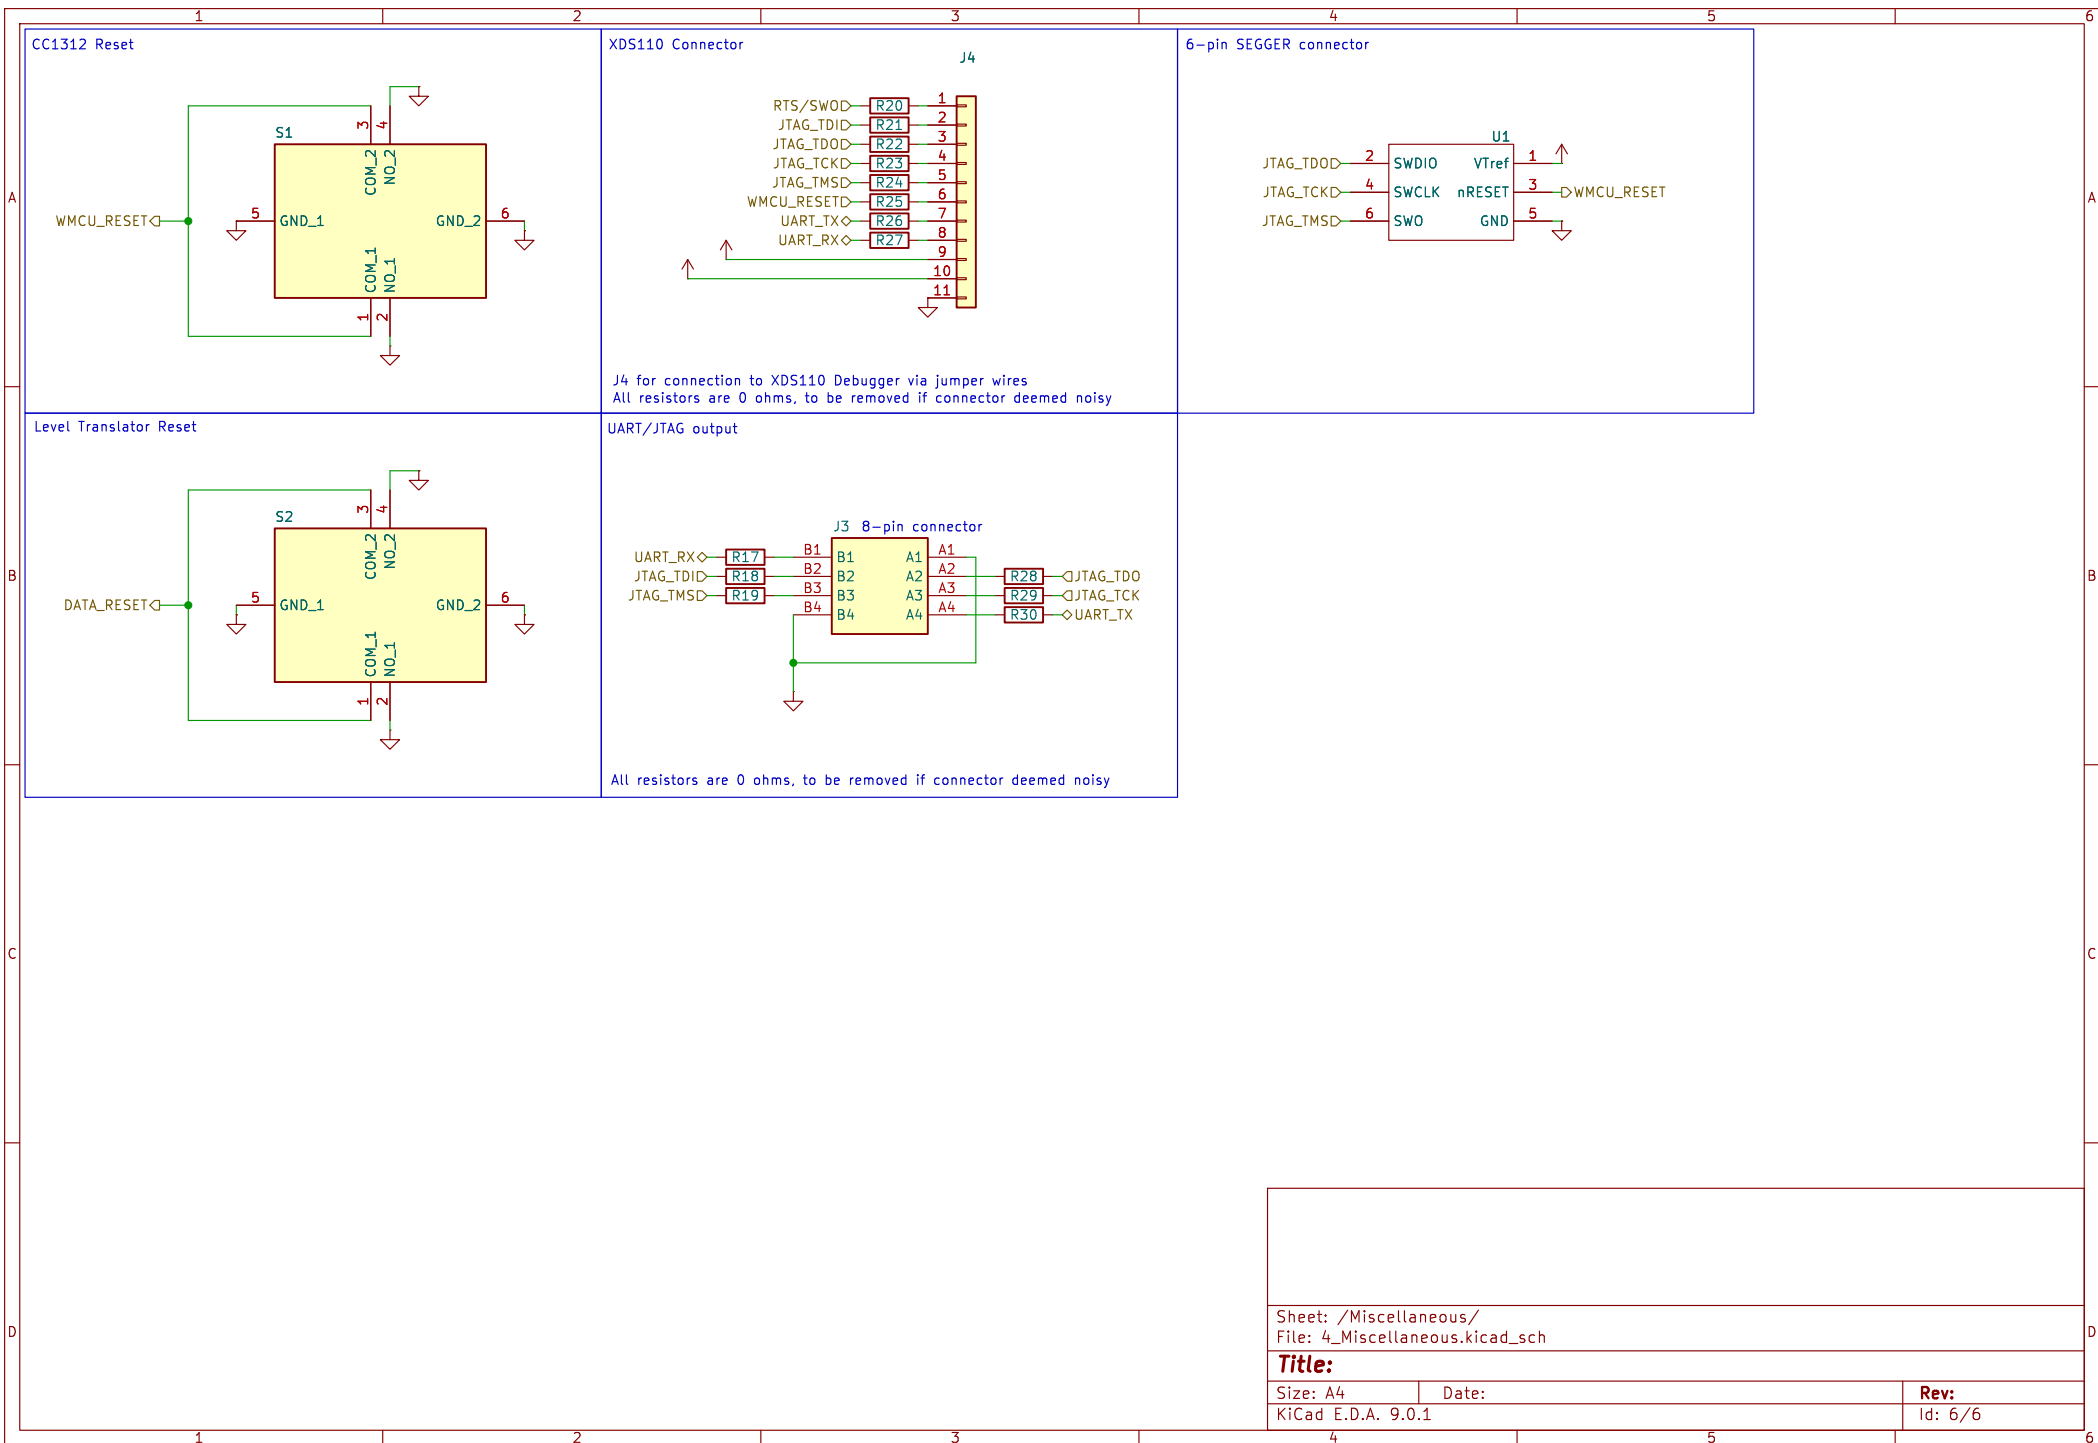 1 2 3 4 5 6
CC1312 Reset
S1
WMCU_RESET
3 4
COM_2 NO_2
5 GND_1 GND_2 6
COM_1 NO_1
1 2
XDS110 Connector
J4
RTS/SWO R20 1
JTAG_TDI R21 2
JTAG_TDO R22 3
JTAG_TCK R23 4
JTAG_TMS R24 5
WMCU_RESET R25 6
UART_TX R26 7
UART_RX R27 8
9
10
11
J4 for connection to XDS110 Debugger via jumper wires
All resistors are 0 ohms, to be removed if connector deemed noisy
6-pin SEGGER connector
U1
JTAG_TDO 2 SWDIO VTref 1
JTAG_TCK 4 SWCLK nRESET 3 WMCU_RESET
JTAG_TMS 6 SWO GND 5
A A
Level Translator Reset
S2
DATA_RESET
3 4
COM_2 NO_2
5 GND_1 GND_2 6
COM_1 NO_1
1 2
UART/JTAG output
J3 8-pin connector
UART_RX R17 B1 B1 A1 A1
JTAG_TDI R18 B2 B2 A2 A2 R28 JTAG_TDO
JTAG_TMS R19 B3 B3 A3 A3 R29 JTAG_TCK
B4 B4 A4 A4 R30 UART_TX
All resistors are 0 ohms, to be removed if connector deemed noisy
B B
C C
D D
Sheet: /Miscellaneous/
File: 4_Miscellaneous.kicad_sch
Title:
Size: A4 Date: Rev:
KiCad E.D.A. 9.0.1 Id: 6/6
1 2 3 4 5 6